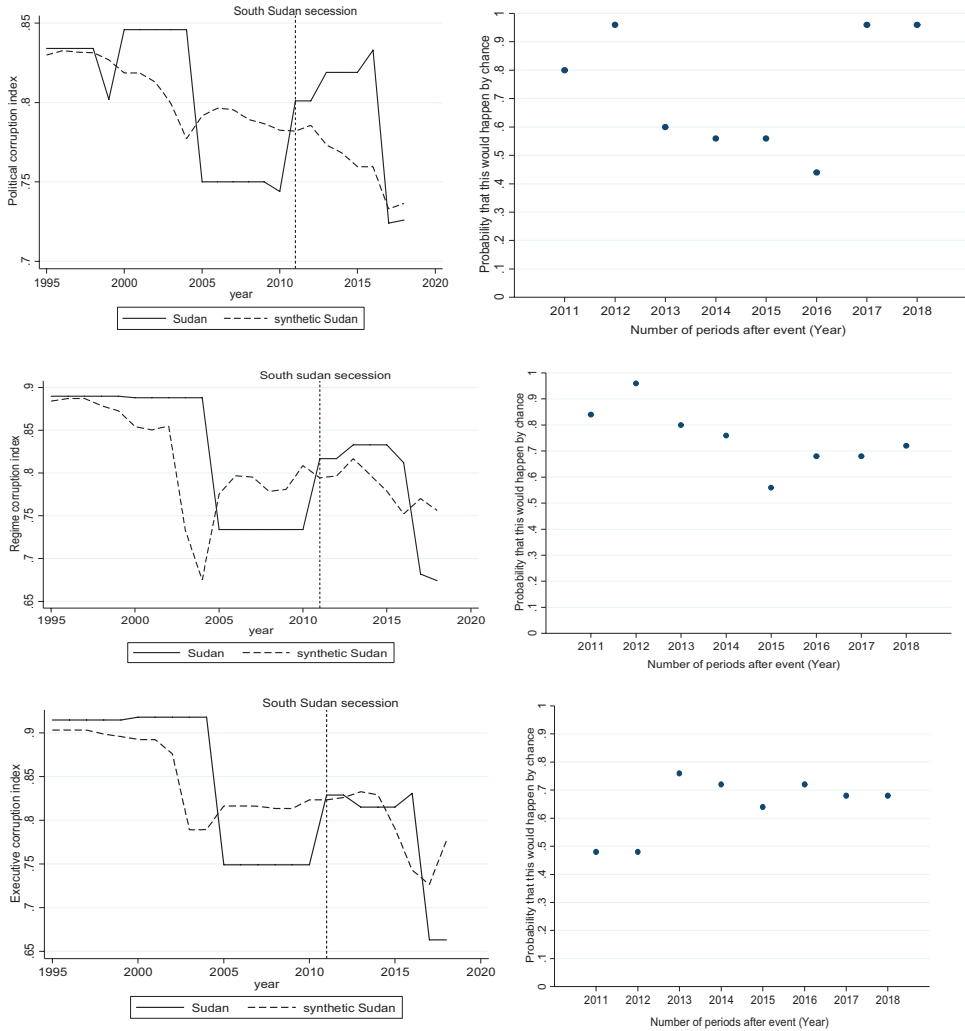 South Sudan secession
Political corruption index
.85
.8
.75
.7
1995 2000 2005 2010 2015 2020
year
Sudan synthetic Sudan
Probability that this would happen by chance
1
.9
.8
.7
.6
.5
.4
.3
.2
.1
0
2011 2012 2013 2014 2015 2016 2017 2018
Number of periods after event (Year)
South sudan secession
Regime corruption index
.9
.85
.8
.75
.7
.65
1995 2000 2005 2010 2015 2020
year
Sudan synthetic Sudan
Probability that this would happen by chance
1
.9
.8
.7
.6
.5
.4
.3
.2
.1
0
2011 2012 2013 2014 2015 2016 2017 2018
Number of periods after event (Year)
South Sudan secession
Executive corruption index
.9
.85
.8
.75
.7
.65
1995 2000 2005 2010 2015 2020
year
Sudan synthetic Sudan
Probability that this would happen by chance
1
.9
.8
.7
.6
.5
.4
.3
.2
.1
0
2011 2012 2013 2014 2015 2016 2017 2018
Number of periods after event (Year)